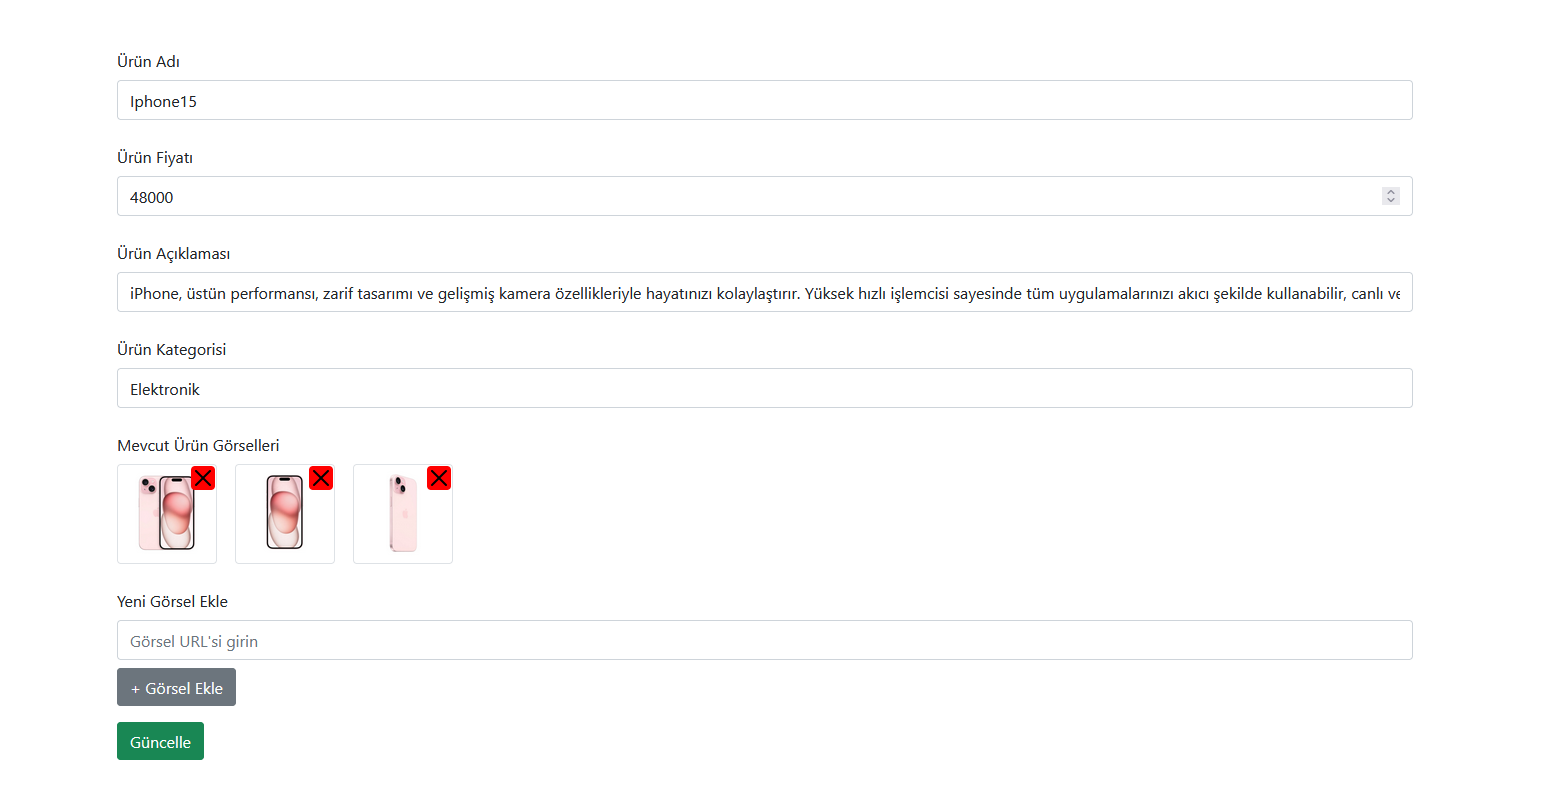 Ürün Adı
Iphone15
Ürün Fiyatı
48000
Ürün Açıklaması
iPhone, üstün performansı, zarif tasarımı ve gelişmiş kamera özellikleriyle hayatınızı kolaylaştırır. Yüksek hızlı işlemcisi sayesinde tüm uygulamalarınızı akıcı şekilde kullanabilir, canlı ve
Ürün Kategorisi
Elektronik
Mevcut Ürün Görselleri
Yeni Görsel Ekle
Görsel URL'si girin
+ Görsel Ekle
Güncelle